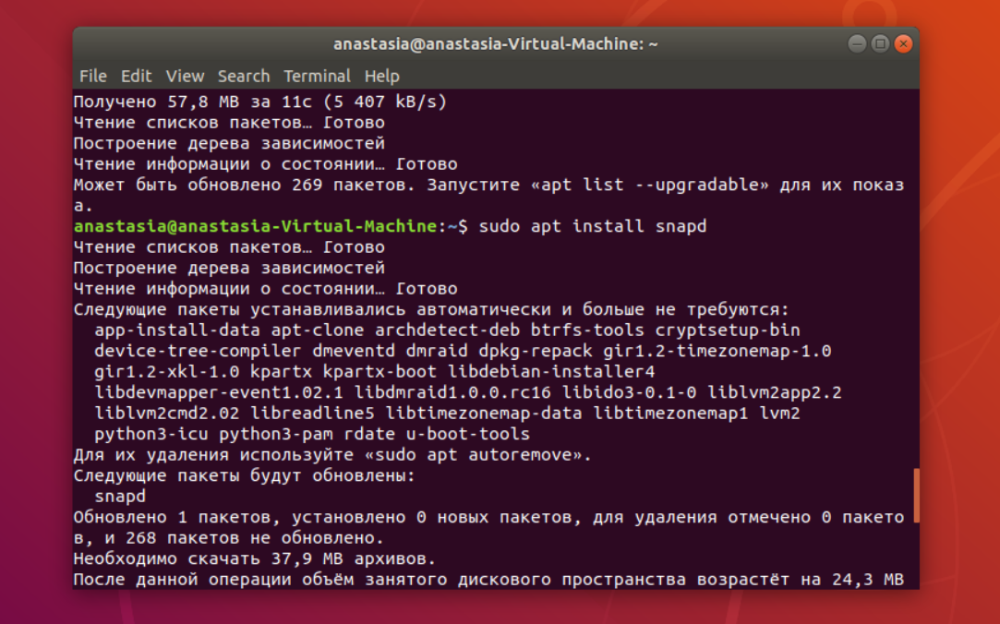 anastasia@anastasia-Virtual-Machine: ~
File Edit View Search Terminal Help
Получено 57,8 MB за 11с (5 407 kB/s)
Чтение списков пакетов… Готово
Построение дерева зависимостей
Чтение информации о состоянии… Готово
Может быть обновлено 269 пакетов. Запустите «apt list --upgradable» для их показ
а.
anastasia@anastasia-Virtual-Machine:~$ sudo apt install snapd
Чтение списков пакетов… Готово
Построение дерева зависимостей
Чтение информации о состоянии… Готово
Следующие пакеты устанавливались автоматически и больше не требуются:
  app-install-data apt-clone archdetect-deb btrfs-tools cryptsetup-bin
  device-tree-compiler dmeventd dmraid dpkg-repack gir1.2-timezonemap-1.0
  gir1.2-xkl-1.0 kpartx kpartx-boot libdebian-installer4
  libdevmapper-event1.02.1 libdmraid1.0.0.rc16 libido3-0.1-0 liblvm2app2.2
  liblvm2cmd2.02 libreadline5 libtimezonemap-data libtimezonemap1 lvm2
  python3-icu python3-pam rdate u-boot-tools
Для их удаления используйте «sudo apt autoremove».
Следующие пакеты будут обновлены:
  snapd
Обновлено 1 пакетов, установлено 0 новых пакетов, для удаления отмечено 0 пакето
в, и 268 пакетов не обновлено.
Необходимо скачать 37,9 MB архивов.
После данной операции объём занятого дискового пространства возрастёт на 24,3 MB